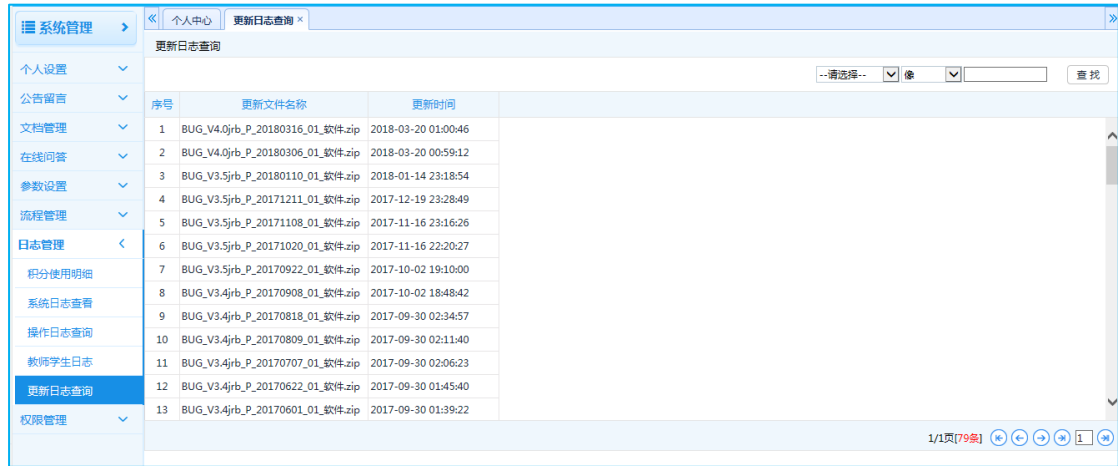 系统管理
个人设置
公告留言
文档管理
在线问答
参数设置
流程管理
日志管理
积分使用明细
系统日志查看
操作日志查询
教师学生日志
更新日志查询
权限管理
个人中心 更新日志查询 ×
更新日志查询
--请选择-- 像 查找
序号 更新文件名称 更新时间
1 BUG_V4.0jrb_P_20180316_01_软件.zip 2018-03-20 01:00:46
2 BUG_V4.0jrb_P_20180306_01_软件.zip 2018-03-20 00:59:12
3 BUG_V3.5jrb_P_20180110_01_软件.zip 2018-01-14 23:18:54
4 BUG_V3.5jrb_P_20171211_01_软件.zip 2017-12-19 23:28:49
5 BUG_V3.5jrb_P_20171108_01_软件.zip 2017-11-16 23:16:26
6 BUG_V3.5jrb_P_20171020_01_软件.zip 2017-11-16 22:20:27
7 BUG_V3.5jrb_P_20170922_01_软件.zip 2017-10-02 19:10:00
8 BUG_V3.4jrb_P_20170908_01_软件.zip 2017-10-02 18:48:42
9 BUG_V3.4jrb_P_20170818_01_软件.zip 2017-09-30 02:34:57
10 BUG_V3.4jrb_P_20170809_01_软件.zip 2017-09-30 02:11:40
11 BUG_V3.4jrb_P_20170707_01_软件.zip 2017-09-30 02:06:23
12 BUG_V3.4jrb_P_20170622_01_软件.zip 2017-09-30 01:45:40
13 BUG_V3.4jrb_P_20170601_01_软件.zip 2017-09-30 01:39:22
1/1页[79条] 1